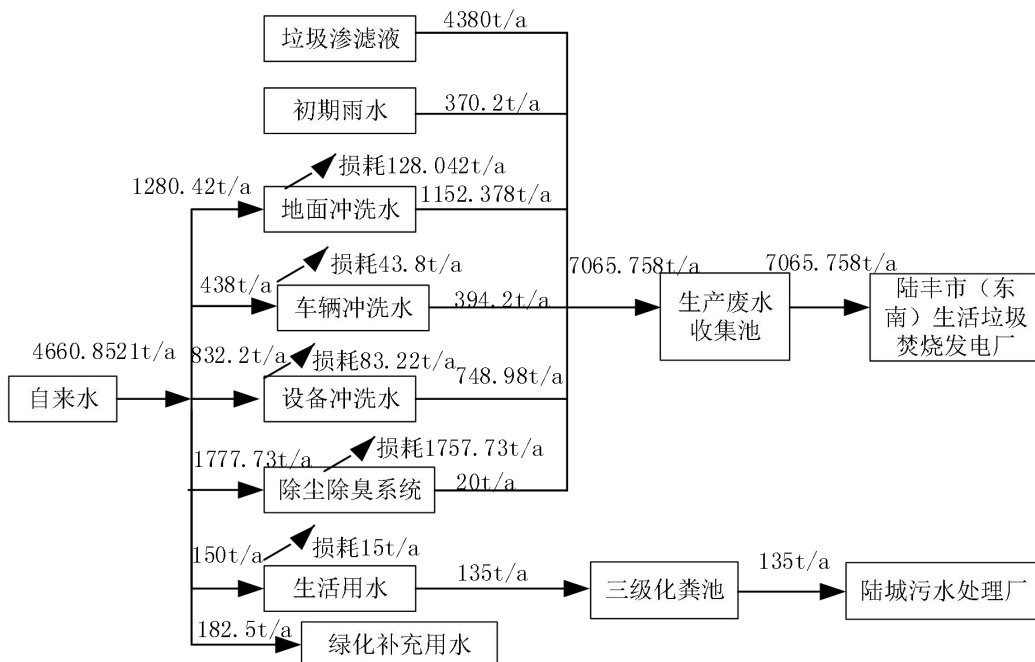 4380t/a
垃圾渗滤液
初期雨水
370.2t/a
损耗128.042t/a
1280.42t/a
地面冲洗水
1152.378t/a
损耗43.8t/a
438t/a
车辆冲洗水
394.2t/a
7065.758t/a
生产废水
收集池
7065.758t/a
陆丰市（东
南）生活垃圾
焚烧发电厂
4660.8521t/a
自来水
832.2t/a
损耗83.22t/a
设备冲洗水
748.98t/a
1777.73t/a
损耗1757.73t/a
除尘除臭系统
20t/a
150t/a
损耗15t/a
生活用水
135t/a
三级化粪池
135t/a
陆城污水处理厂
182.5t/a
绿化补充用水